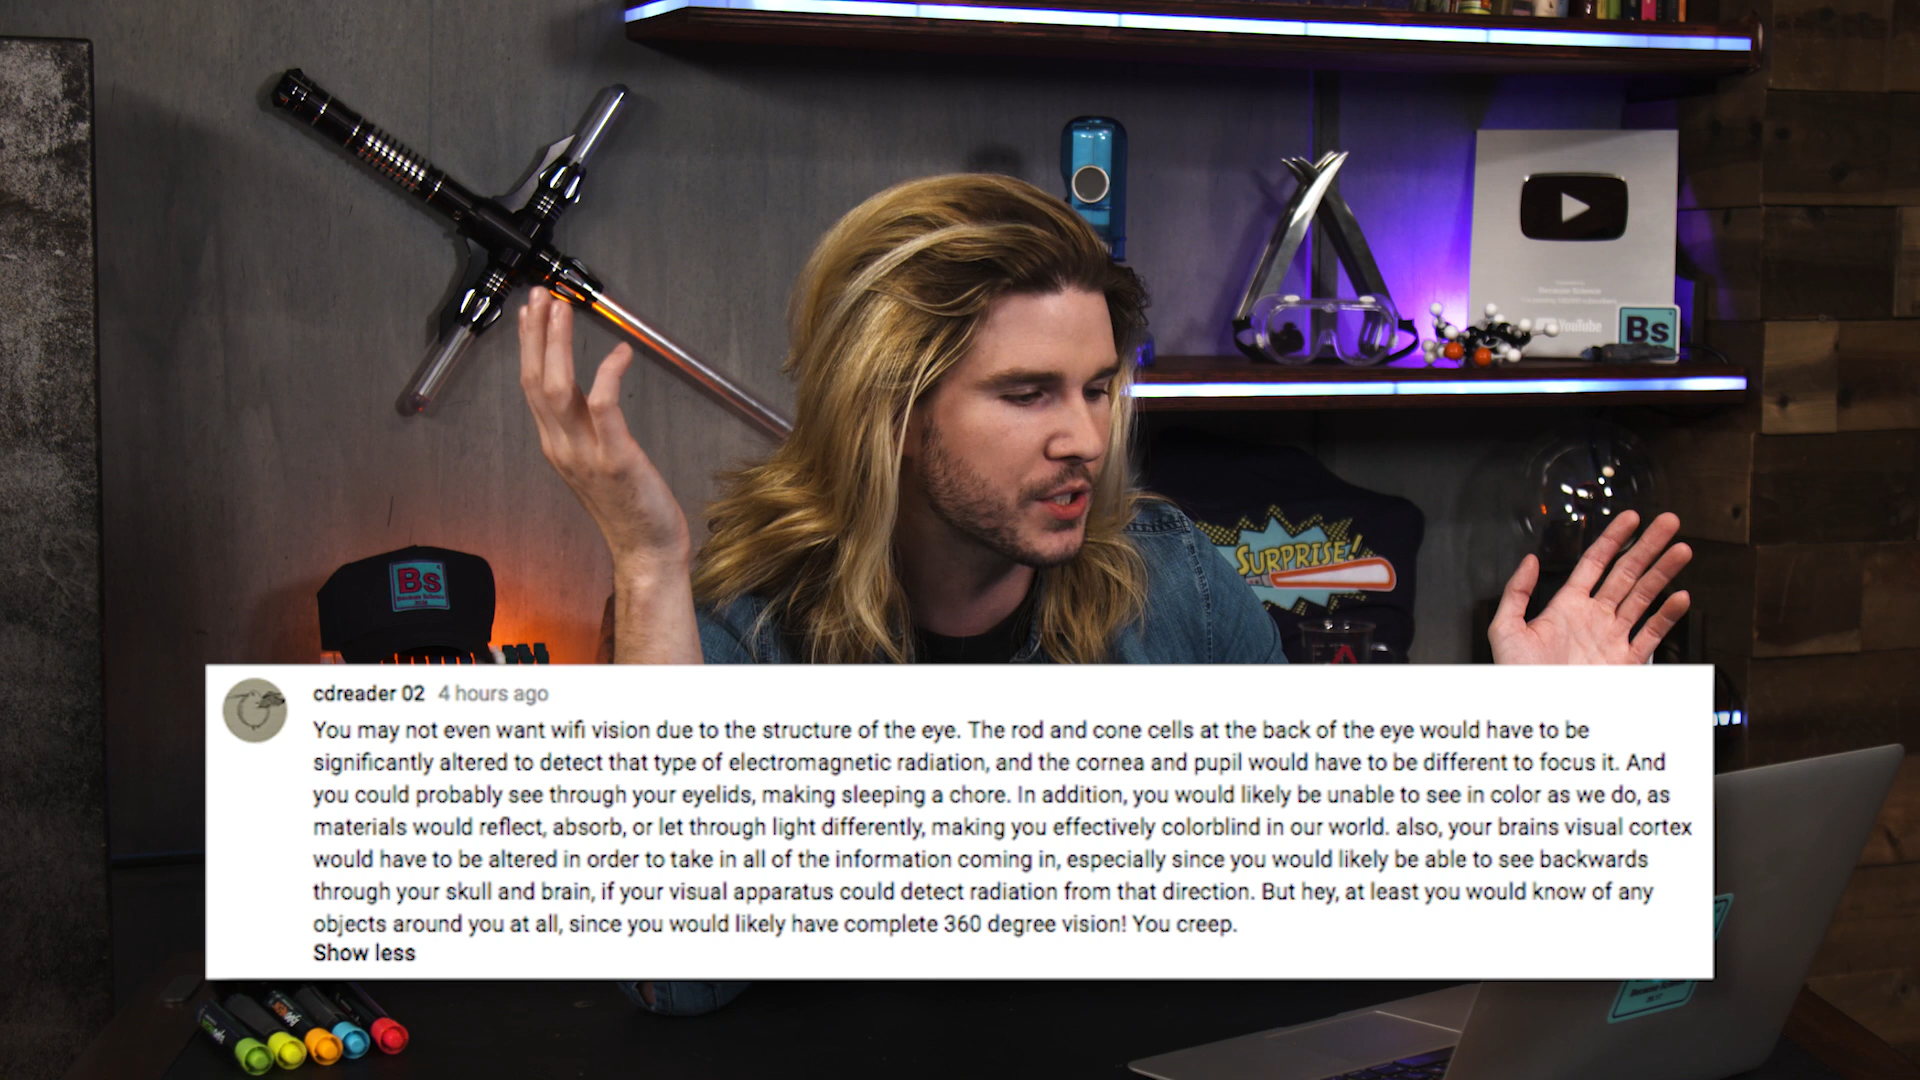 SURPRISE!
YouTube
Bs
Bs
Because Science
cdreader 02 4 hours ago
You may not even want wifi vision due to the structure of the eye. The rod and cone cells at the back of the eye would have to be
significantly altered to detect that type of electromagnetic radiation, and the cornea and pupil would have to be different to focus it. And
you could probably see through your eyelids, making sleeping a chore. In addition, you would likely be unable to see in color as we do, as
materials would reflect, absorb, or let through light differently, making you effectively colorblind in our world. also, your brains visual cortex
would have to be altered in order to take in all of the information coming in, especially since you would likely be able to see backwards
through your skull and brain, if your visual apparatus could detect radiation from that direction. But hey, at least you would know of any
objects around you at all, since you would likely have complete 360 degree vision! You creep.
Show less